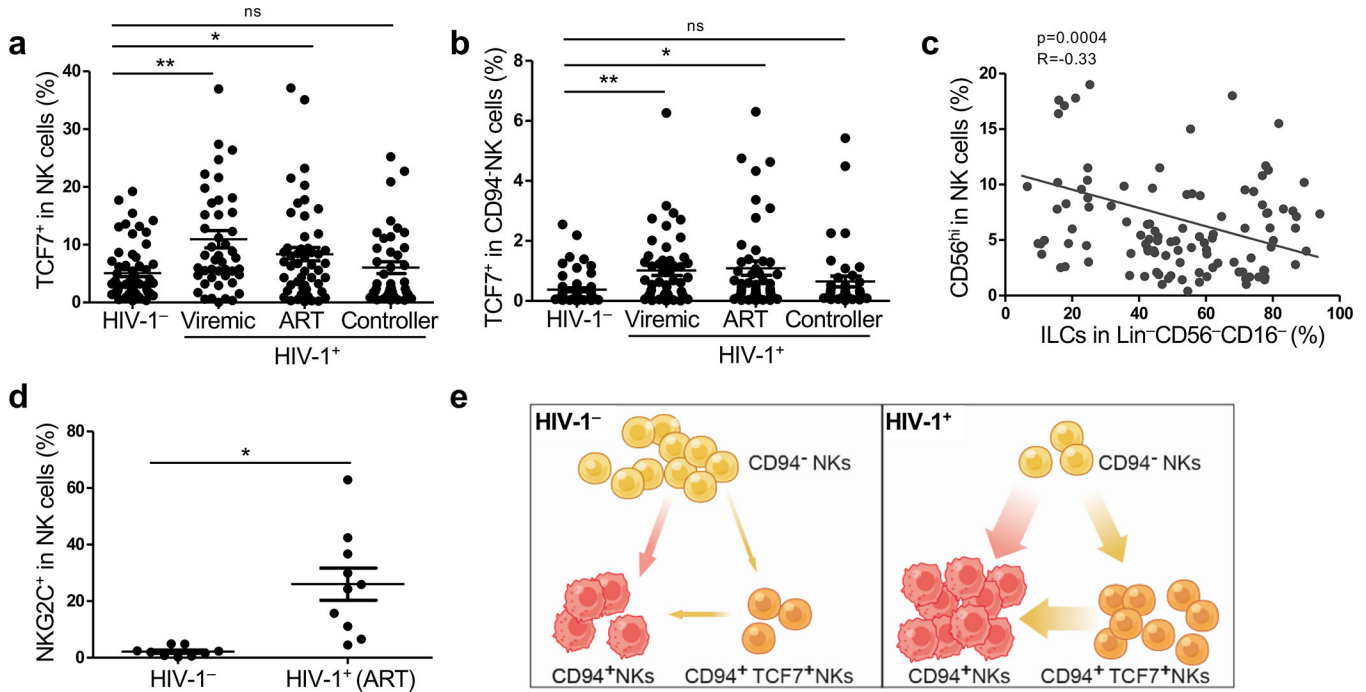 a
ns
*
**
TCF7⁺ in NK cells (%)
40
30
20
10
0
HIV-1⁻ Viremic ART Controller
HIV-1⁺
b
ns
*
**
TCF7⁺ in CD94⁻NK cells (%)
8
6
4
2
0
HIV-1⁻ Viremic ART Controller
HIV-1⁺
c
p=0.0004
R=-0.33
CD56ʰⁱ in NK cells (%)
20
15
10
5
0
0 20 40 60 80 100
ILCs in Lin⁻CD56⁻CD16⁻ (%)
d
*
NKG2C⁺ in NK cells (%)
80
60
40
20
0
HIV-1⁻ HIV-1⁺ (ART)
e
HIV-1⁻
CD94⁻ NKs
CD94⁺NKs CD94⁺ TCF7⁺NKs
HIV-1⁺
CD94⁻ NKs
CD94⁺NKs CD94⁺ TCF7⁺NKs